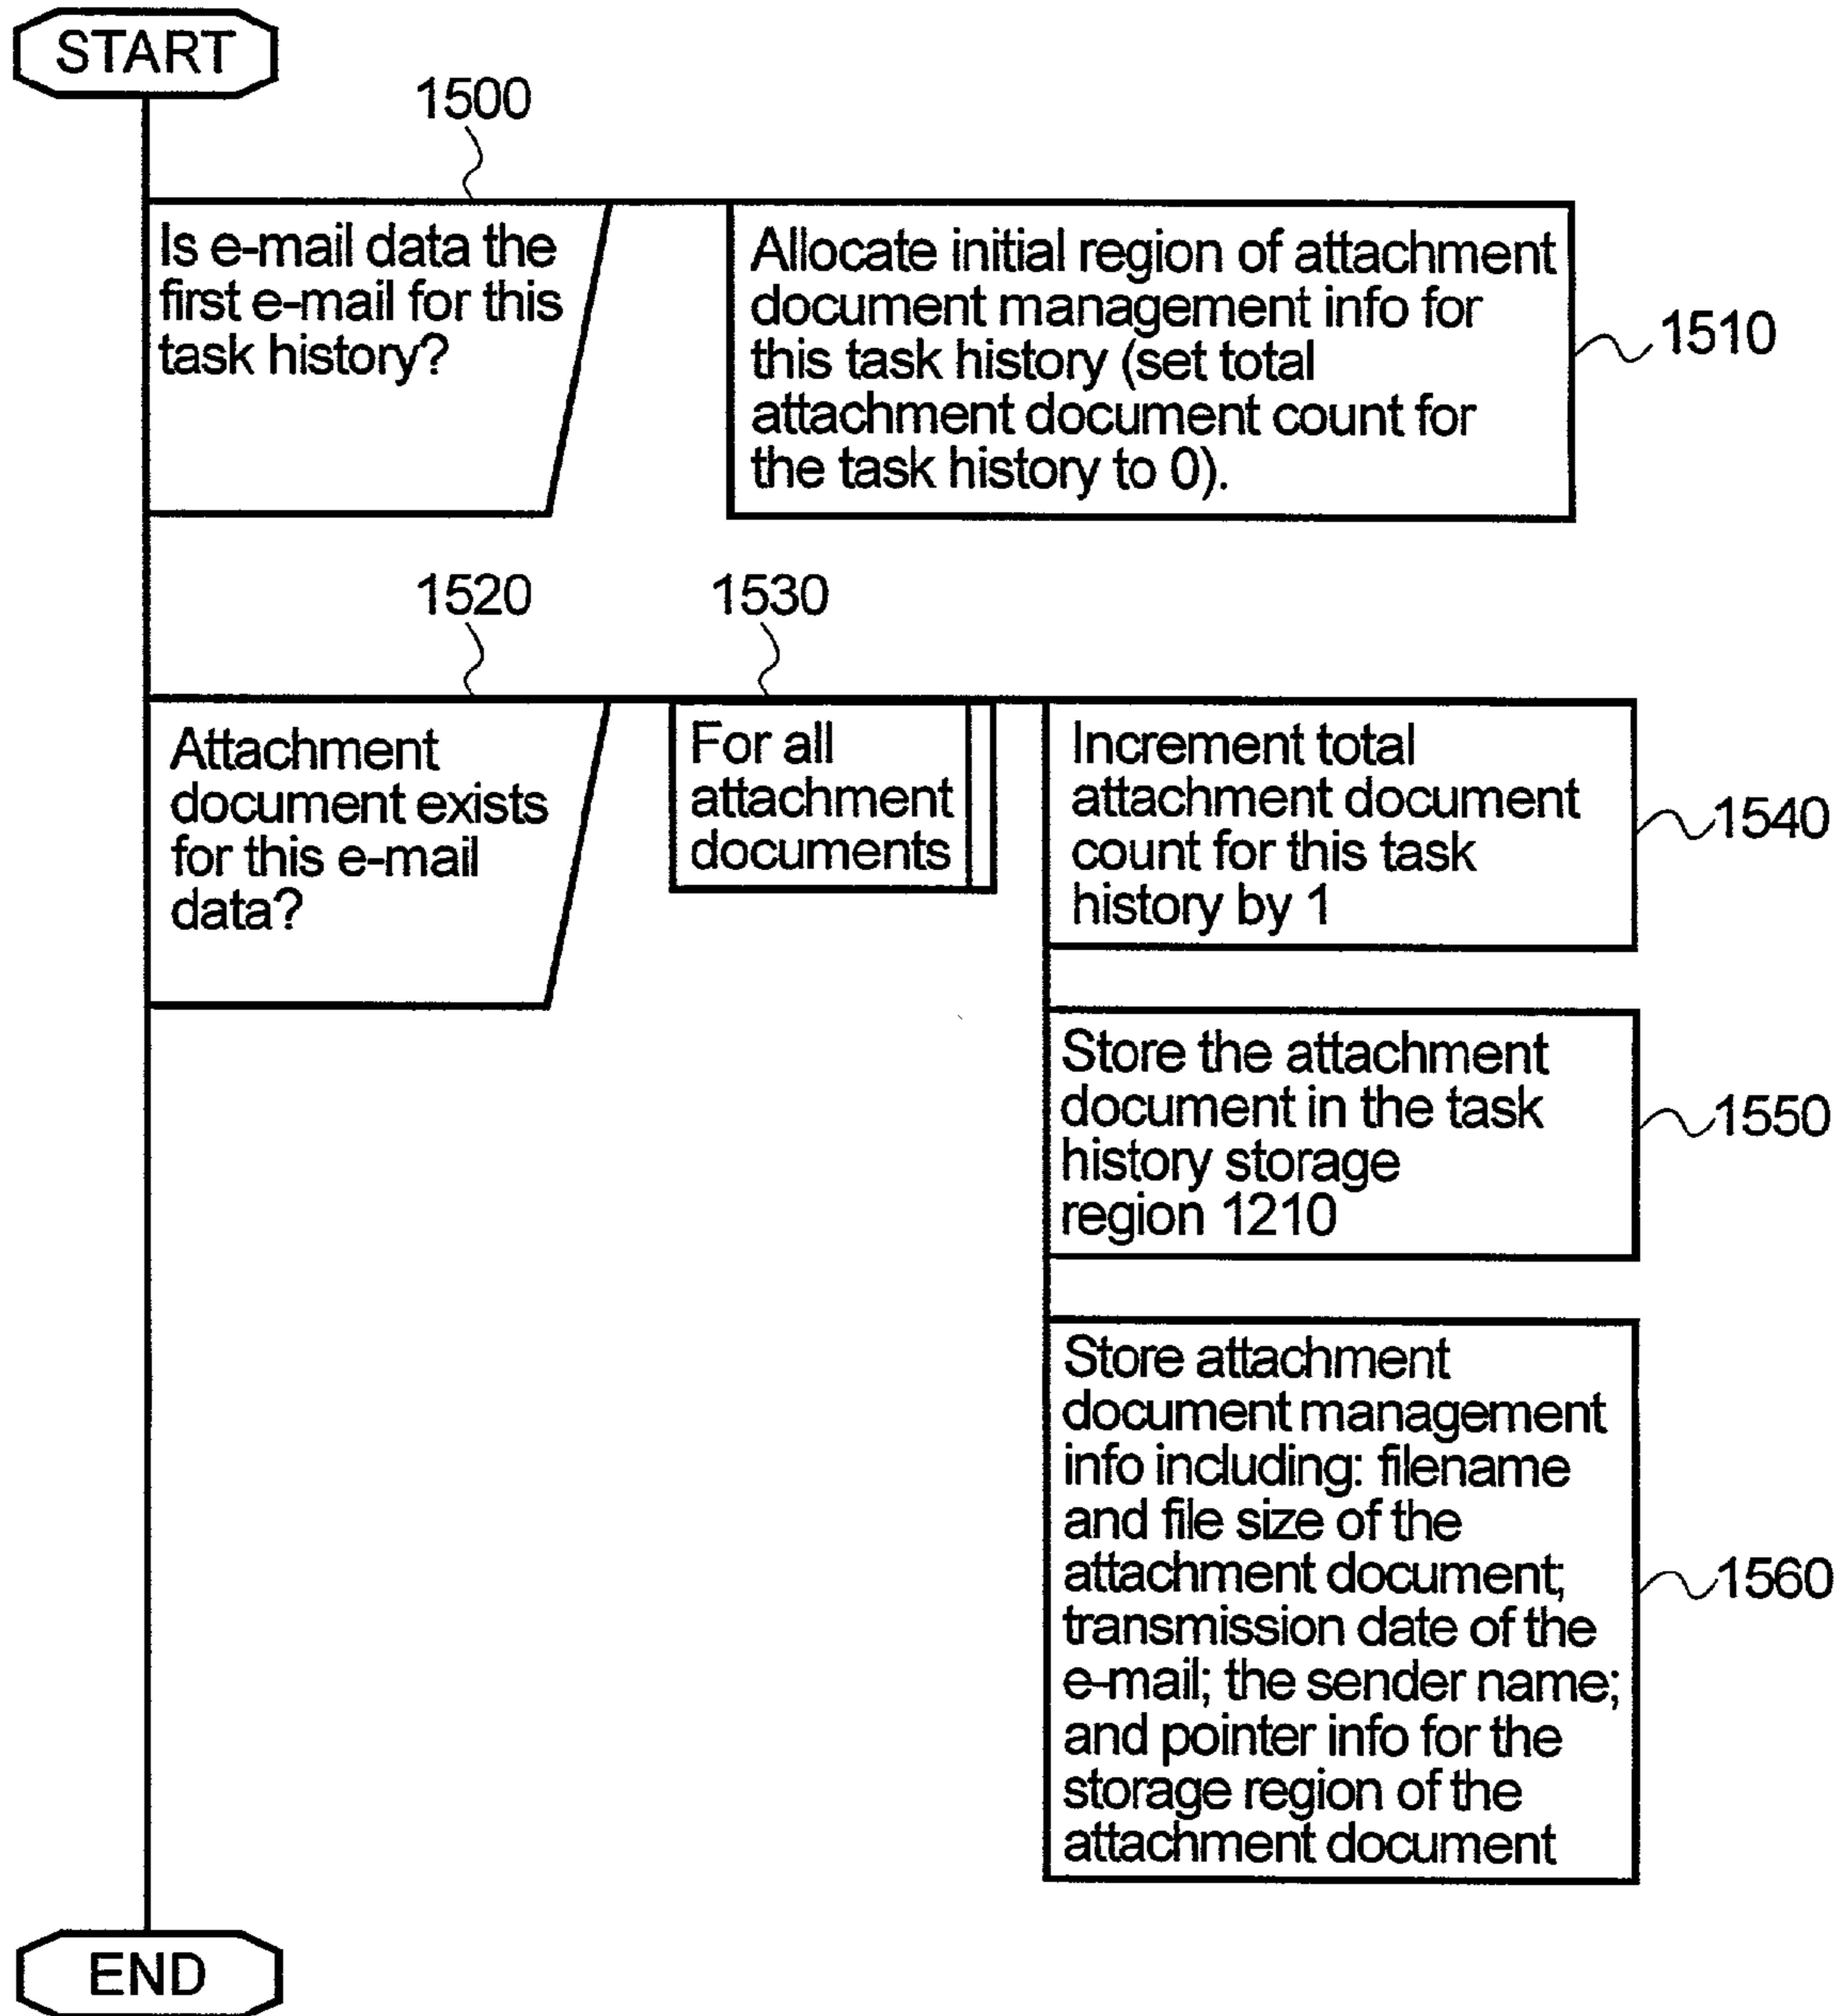 START
1500
Is e-mail data the
first e-mail for this
task history?
Allocate initial region of attachment
document management info for
this task history (set total
attachment document count for
the task history to 0).
1510
1520
1530
Attachment
document exists
for this e-mail
data?
For all
attachment
documents
Increment total
attachment document
count for this task
history by 1
1540
Store the attachment
document in the task
history storage
region 1210
1550
Store attachment
document management
info including: filename
and file size of the
attachment document;
transmission date of the
e-mail; the sender name;
and pointer info for the
storage region of the
attachment document
1560
END